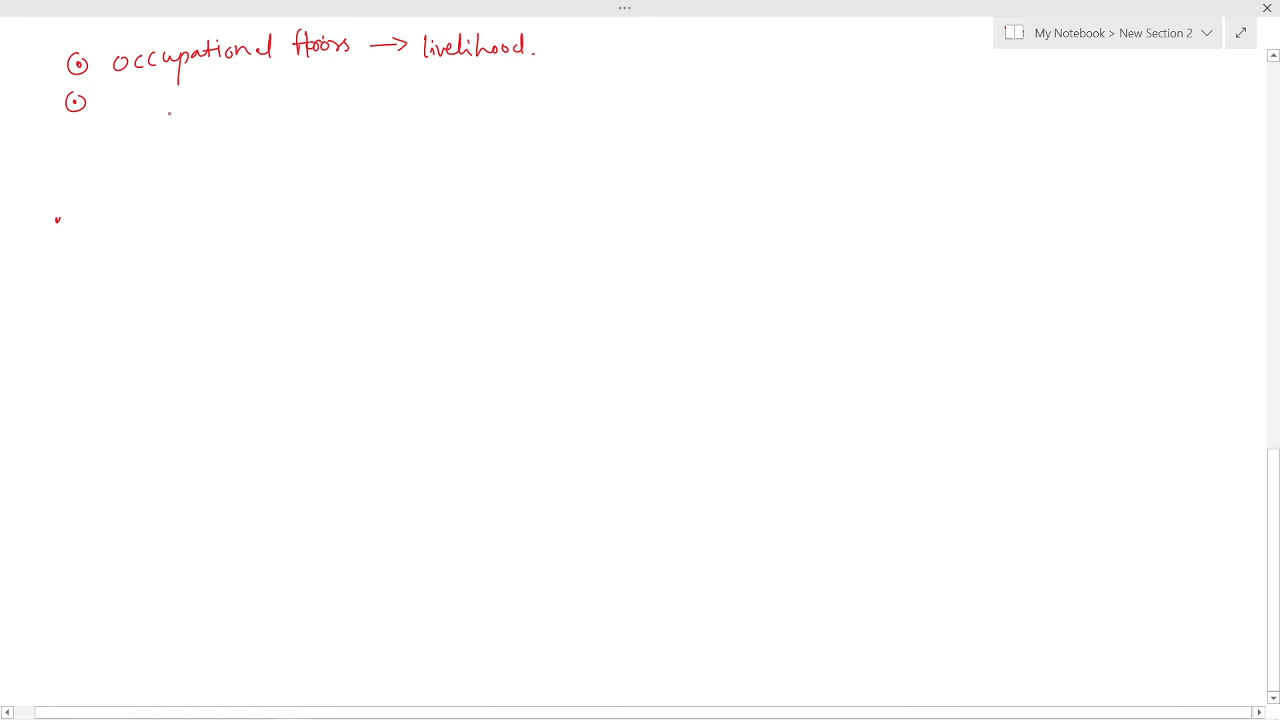 My Notebook > New Section 2
⊙ occupational floors → livelihood.
⊙